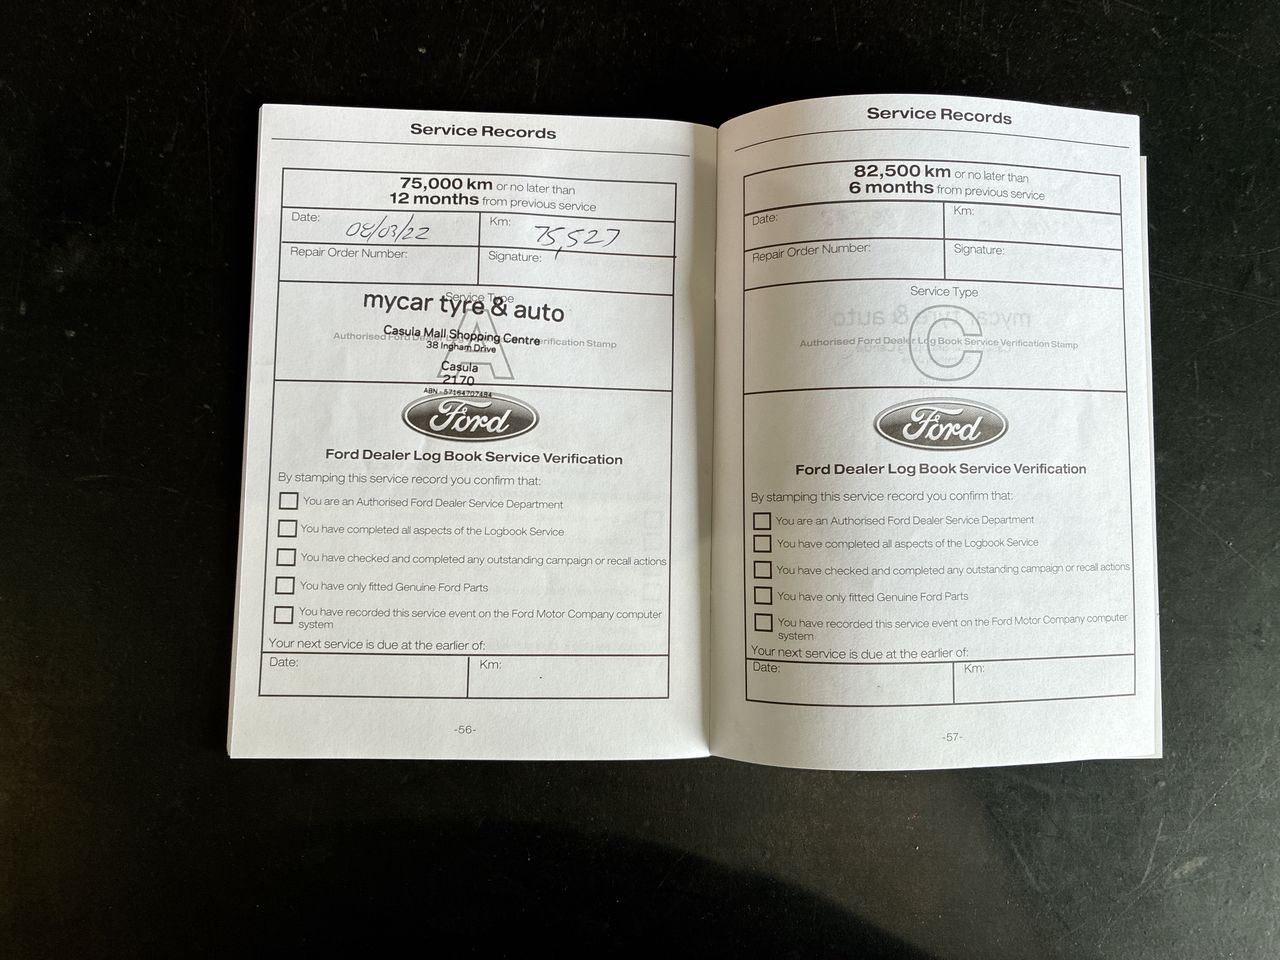 Service Records
75,000 km or no later than
12 months from previous service
Date: 08/03/22
Km: 75,527
Repair Order Number:
Signature:
Service Type
A
mycar tyre & auto
Casula Mall Shopping Centre
Authorised Ford Dealer Log Book Service Verification Stamp
38 Ingham Drive
Casula
2170
ABN - 57164707484
Ford
Ford Dealer Log Book Service Verification
By stamping this service record you confirm that:
You are an Authorised Ford Dealer Service Department
You have completed all aspects of the Logbook Service
You have checked and completed any outstanding campaign or recall actions
You have only fitted Genuine Ford Parts
You have recorded this service event on the Ford Motor Company computer
system
Your next service is due at the earlier of:
Date:
Km:
-56-
Service Records
82,500 km or no later than
6 months from previous service
Date:
Km:
Repair Order Number:
Signature:
Service Type
C
Authorised Ford Dealer Log Book Service Verification Stamp
Ford
Ford Dealer Log Book Service Verification
By stamping this service record you confirm that:
You are an Authorised Ford Dealer Service Department
You have completed all aspects of the Logbook Service
You have checked and completed any outstanding campaign or recall actions
You have only fitted Genuine Ford Parts
You have recorded this service event on the Ford Motor Company computer
system
Your next service is due at the earlier of:
Date:
Km:
-57-